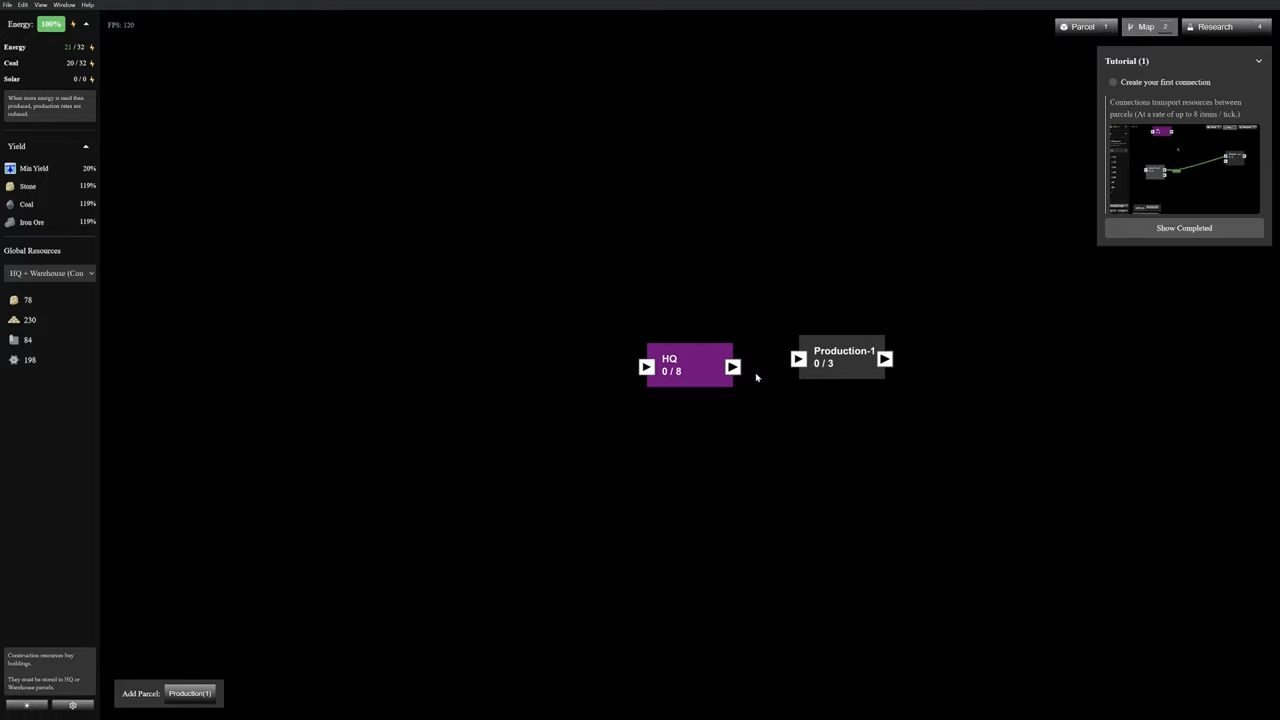 File Edit View Window Help
Energy: 100%
Energy 21 / 32
Coal 20 / 32
Solar 0 / 0
When more energy is need than
produced, production rates are
reduced.
Yield
Min Yield 20%
Stone 119%
Coal 119%
Iron Ore 119%
Global Resources
HQ + Warehouse (Con
78
230
84
198
Construction resources buy
buildings.
They must be stored in HQ or
Warehouse parcels.
FPS: 120
HQ
0 / 8
Production-1
0 / 3
Add Parcel: Production(1)
Parcel 1
Map 2
Research 4
Tutorial (1)
Create your first connection
Connections transport resources between
parcels (At a rate of up to 8 items / tick.)
Show Completed